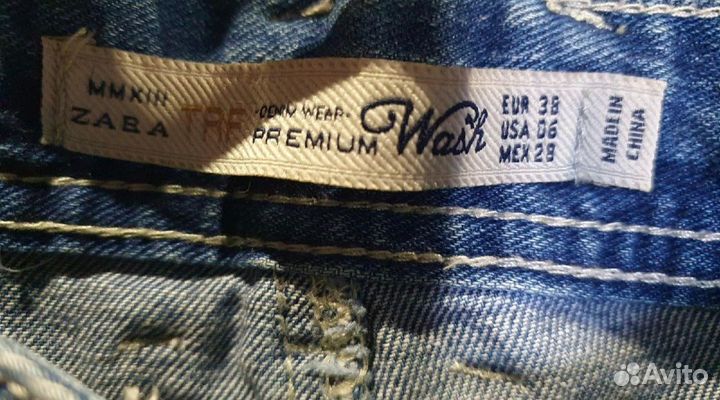 MMXIII
ZARA TRF
-DENIM WEAR-
PREMIUM Wash
EUR 38
USA 06
MEX 28
MADE IN
CHINA
Avito